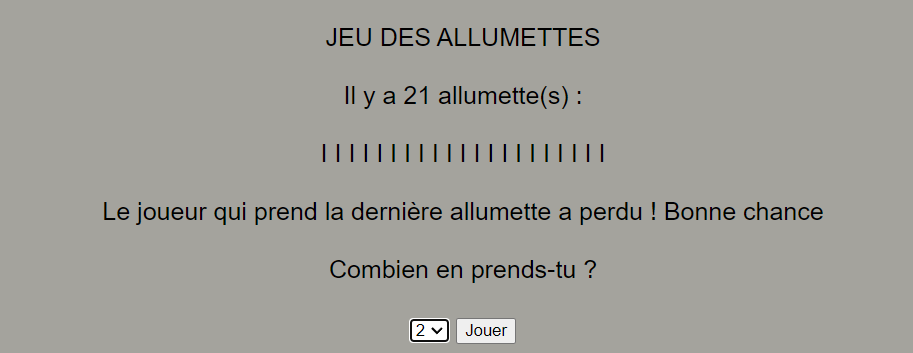 JEU DES ALLUMETTES
Il y a 21 allumette(s) :
| | | | | | | | | | | | | | | | | | | | |
Le joueur qui prend la dernière allumette a perdu ! Bonne chance
Combien en prends-tu ?
2 Jouer